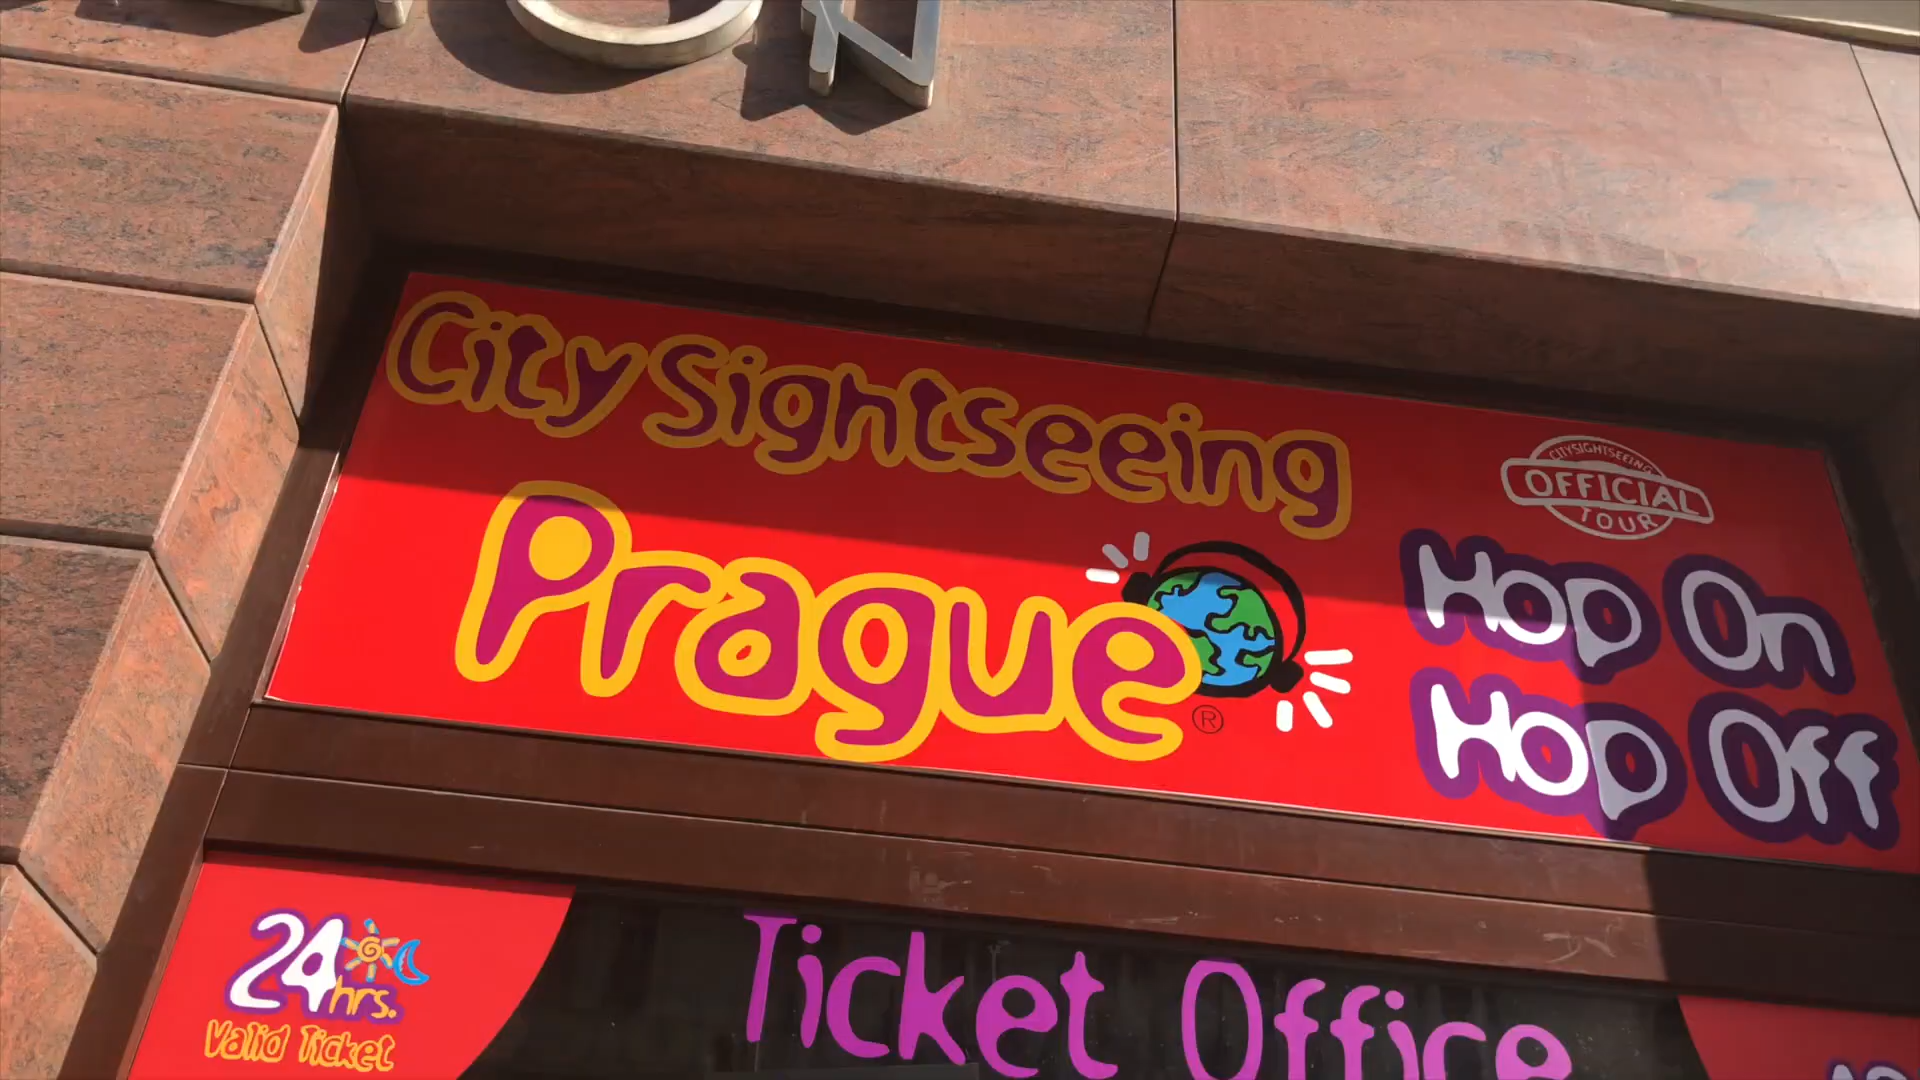 City Sightseeing
Prague
®
CITYSIGHTSEEING
OFFICIAL
TOUR
Hop On
Hop Off
24hrs.
Valid Ticket
Ticket Office